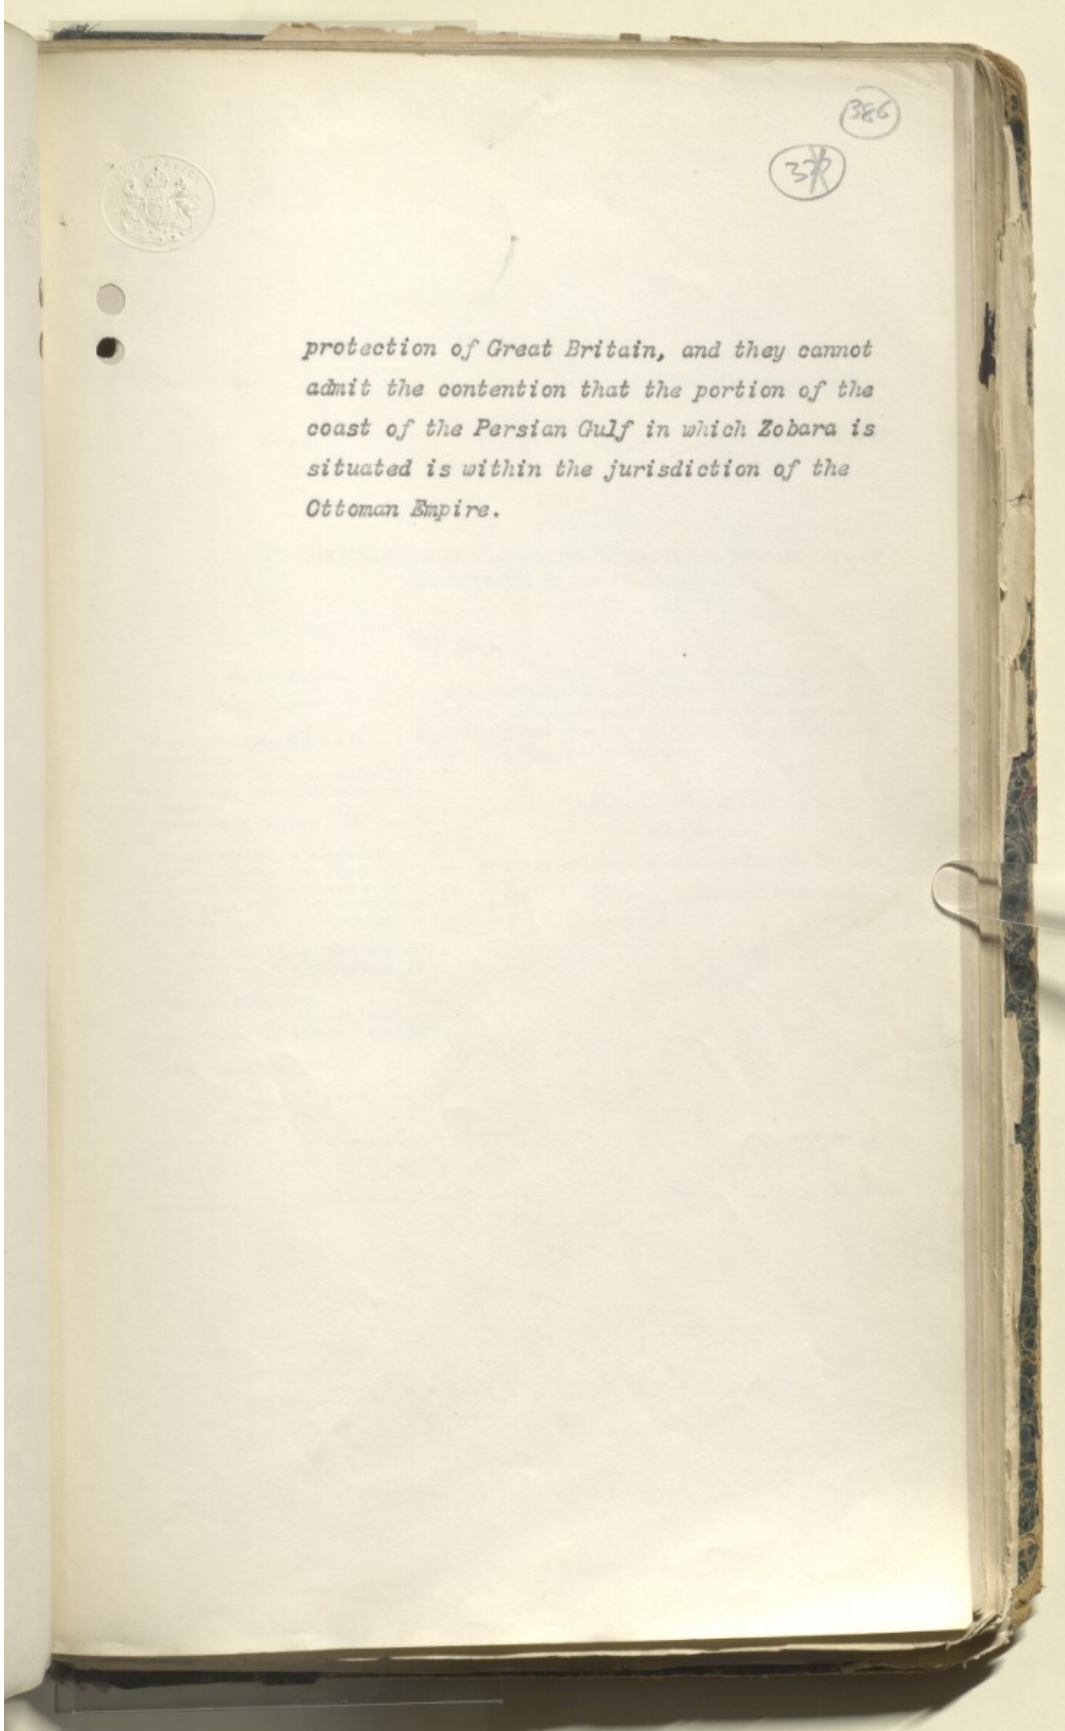 386
protection of Great Britain, and they cannot
admit the contention that the portion of the
coast of the Persian Gulf in which Zobara is
situated is within the jurisdiction of the
Ottoman Empire.